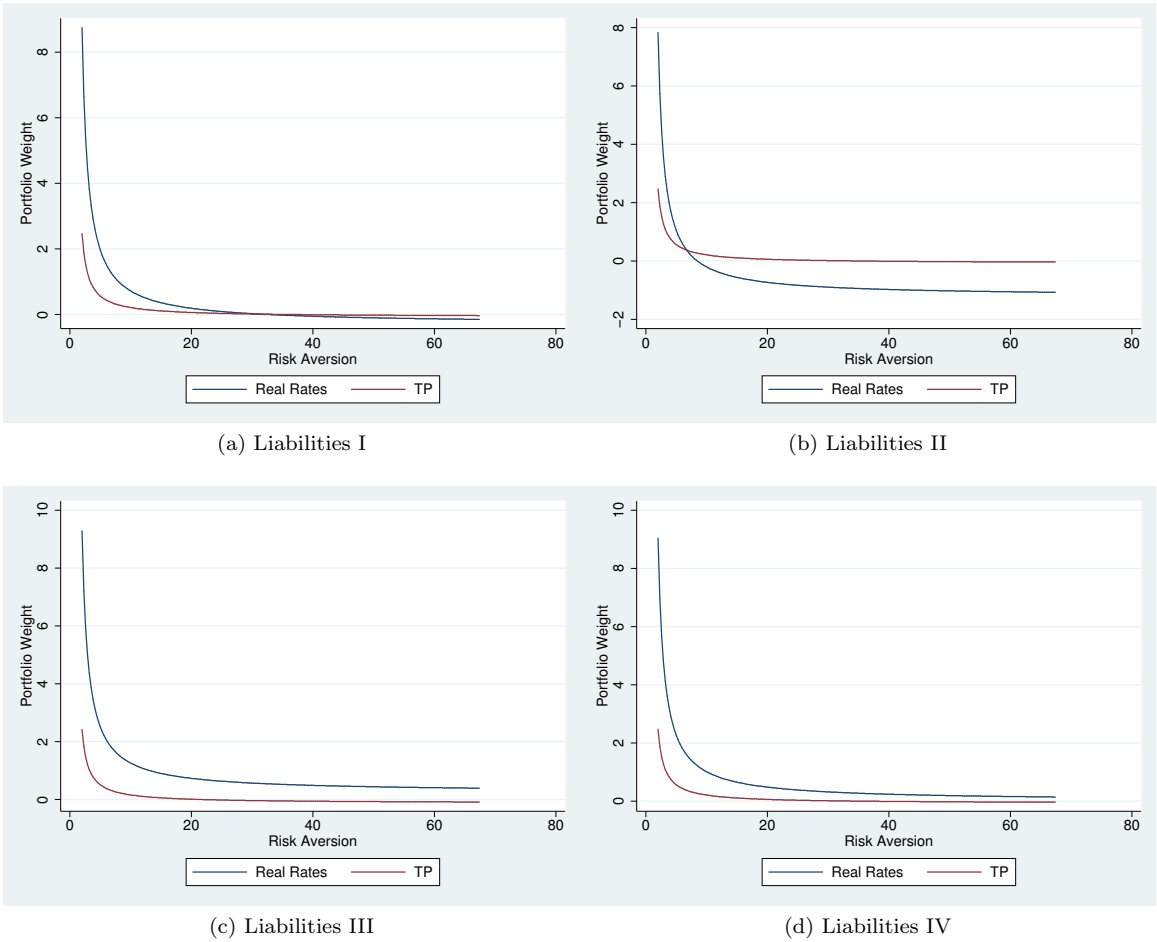 Portfolio Weight
8
6
4
2
0
0 20 40 60 80
Risk Aversion
Real Rates TP
(a) Liabilities I
Portfolio Weight
8
6
4
2
0
−2
0 20 40 60 80
Risk Aversion
Real Rates TP
(b) Liabilities II
Portfolio Weight
10
8
6
4
2
0
0 20 40 60 80
Risk Aversion
Real Rates TP
(c) Liabilities III
Portfolio Weight
10
8
6
4
2
0
0 20 40 60 80
Risk Aversion
Real Rates TP
(d) Liabilities IV